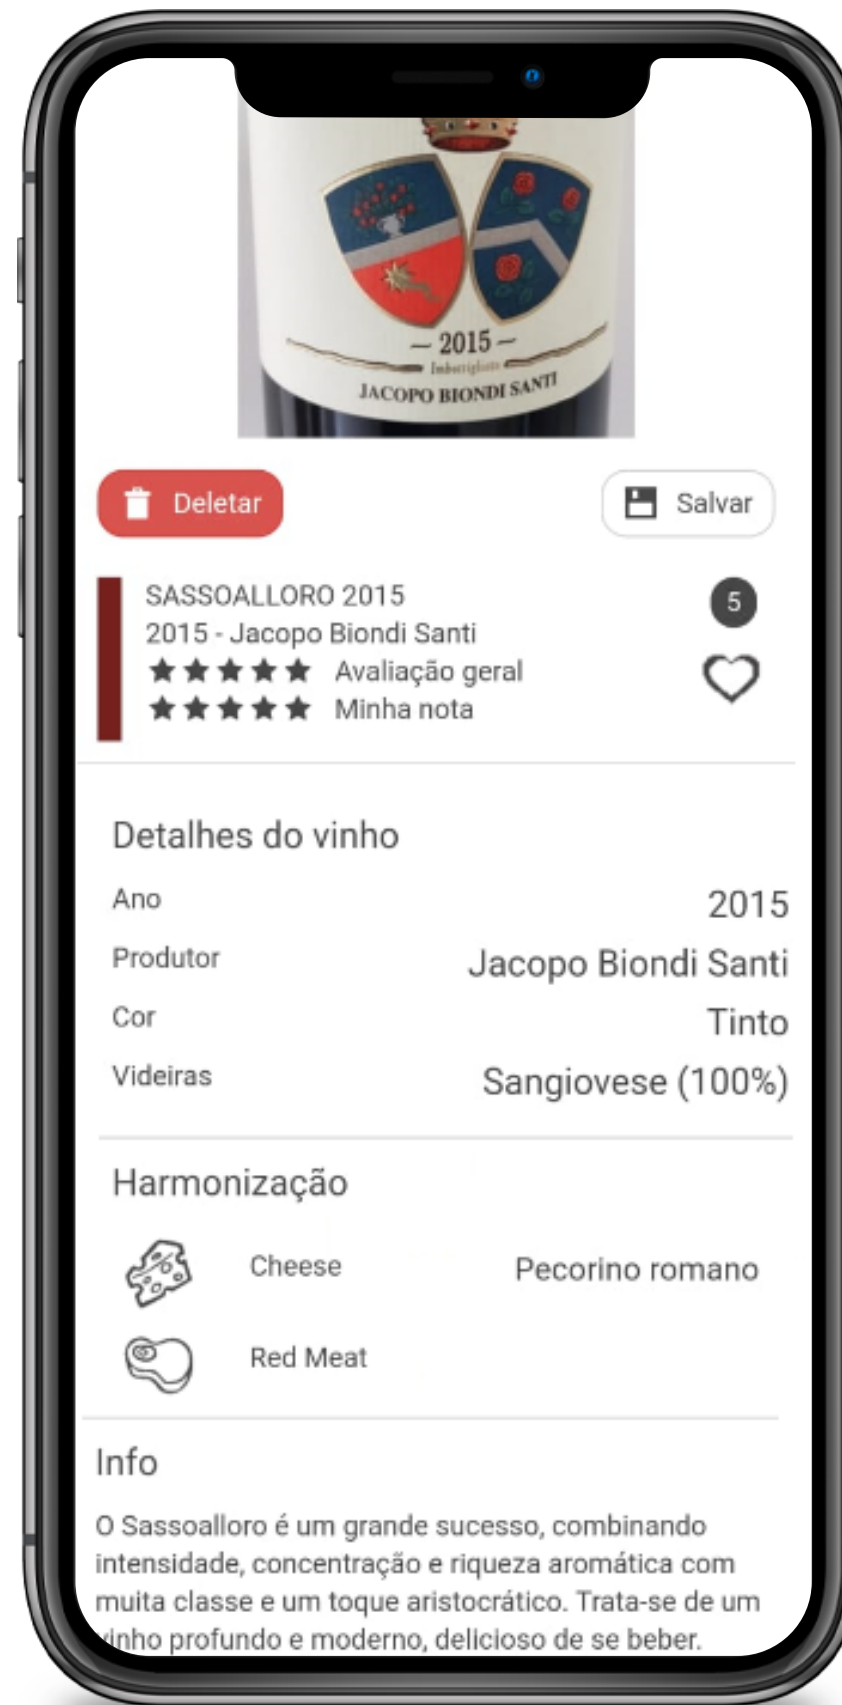 — 2015 —
Imbottigliato
JACOPO BIONDI SANTI
Deletar
Salvar
SASSOALLORO 2015
5
2015 - Jacopo Biondi Santi
Avaliação geral
Minha nota
Detalhes do vinho
Ano 2015
Produtor Jacopo Biondi Santi
Cor Tinto
Videiras Sangiovese (100%)
Harmonização
Cheese Pecorino romano
Red Meat
Info
O Sassoalloro é um grande sucesso, combinando
intensidade, concentração e riqueza aromática com
muita classe e um toque aristocrático. Trata-se de um
vinho profundo e moderno, delicioso de se beber.